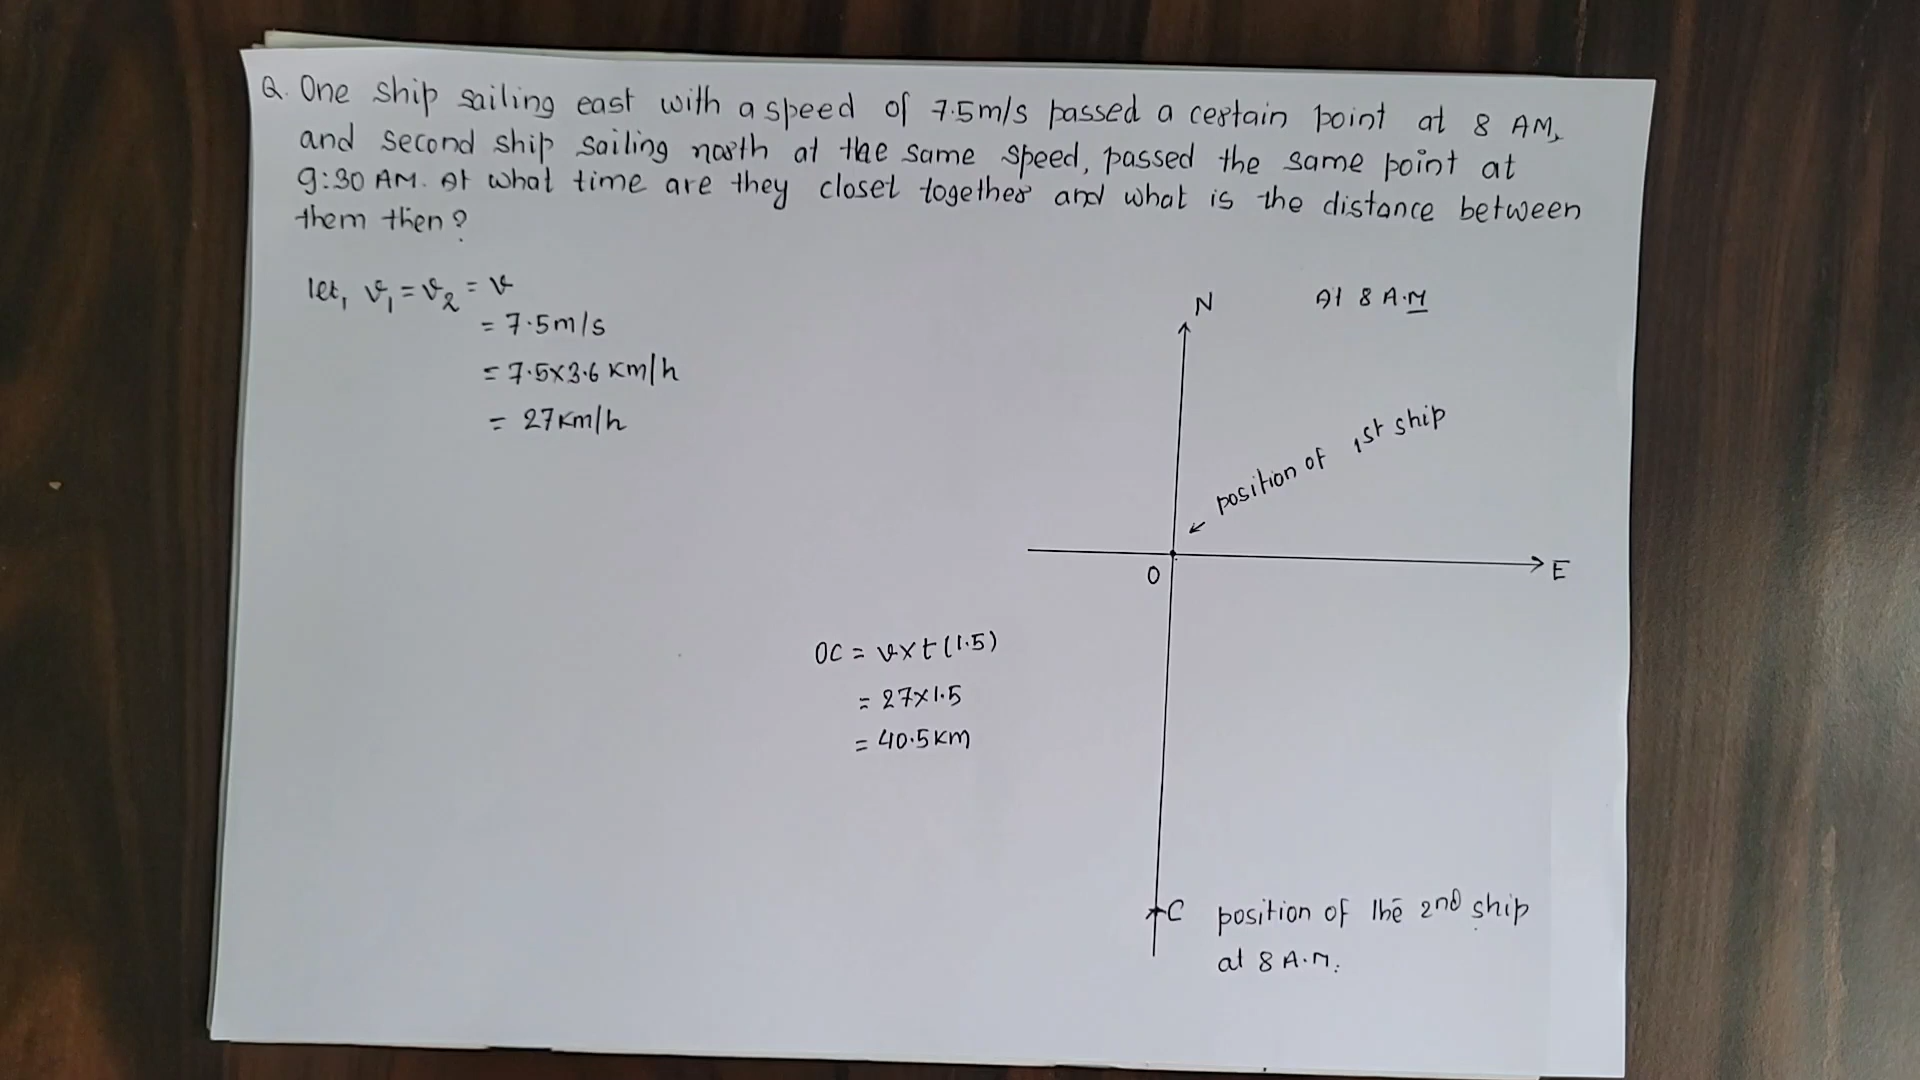 Q. One ship sailing east with a speed of 7.5m/s passed a certain point at 8 AM,
and second ship sailing north at the same speed, passed the same point at
9:30 AM. At what time are they closet together and what is the distance between
them then?
let, v₁ = v₂ = v
= 7.5m/s
= 7.5×3.6 km/h
= 27km/h
At 8 A.M
N
position of 1st ship
O
E
OC = v×t(1.5)
= 27×1.5
= 40.5km
C position of the 2nd ship
at 8 A.M.